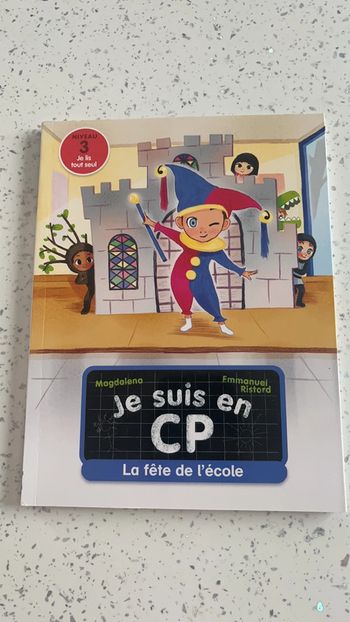 NIVEAU
3
Je lis
tout seul
Magdalena
Emmanuel
Ristord
Je suis en
CP
La fête de l'école